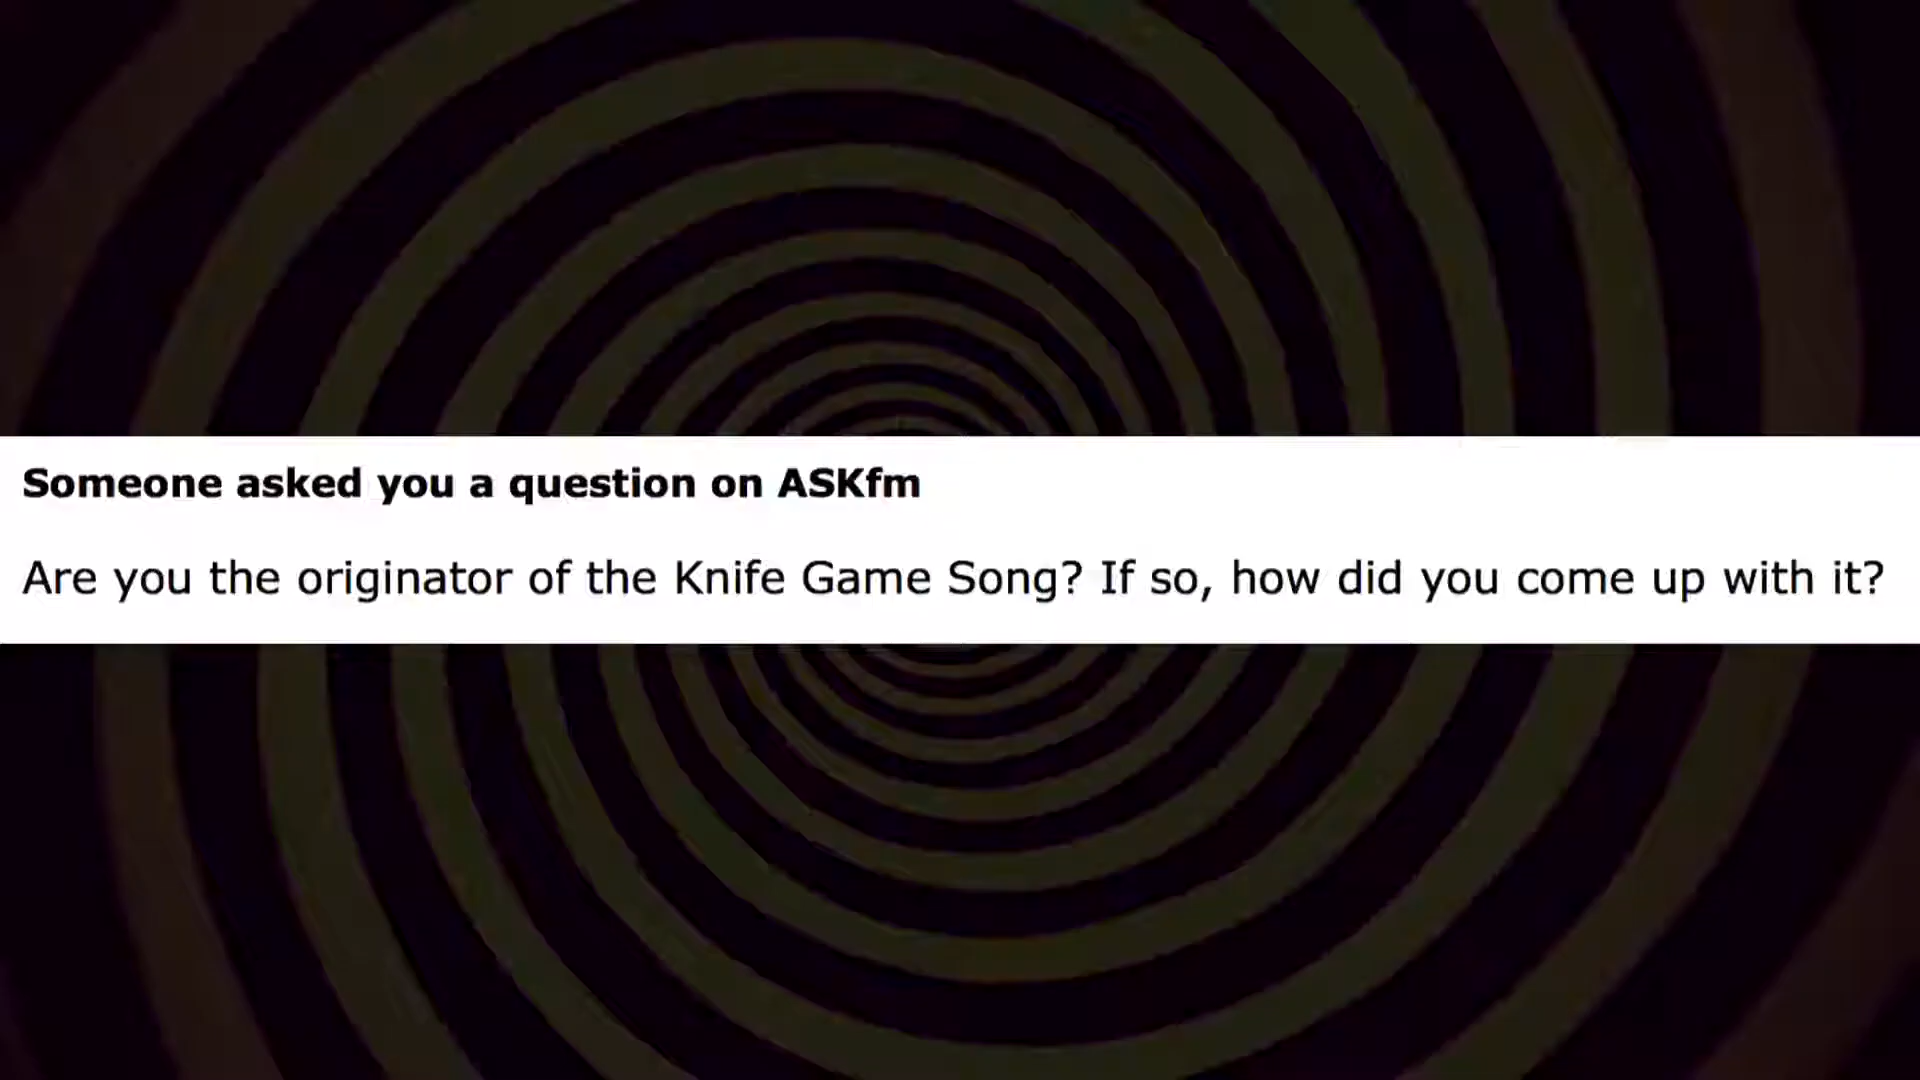 Someone asked you a question on ASKfm
Are you the originator of the Knife Game Song? If so, how did you come up with it?